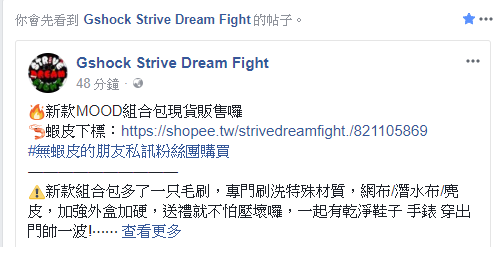 你會先看到 Gshock Strive Dream Fight 的帖子。
STRIVE
DREAM
Gshock Strive Dream Fight
48 分鐘 ·
🔥新款MOOD組合包現貨販售囉
🦐蝦皮下標：https://shopee.tw/strivedreamfight./821105869
#無蝦皮的朋友私訊粉絲團購買
____________________
⚠️新款組合包多了一只毛刷，專門刷洗特殊材質，網布/潛水布/麂
皮，加強外盒加硬，送禮就不怕壓壞囉，一起有乾淨鞋子 手錶 穿出
門帥一波!⋯⋯ 查看更多